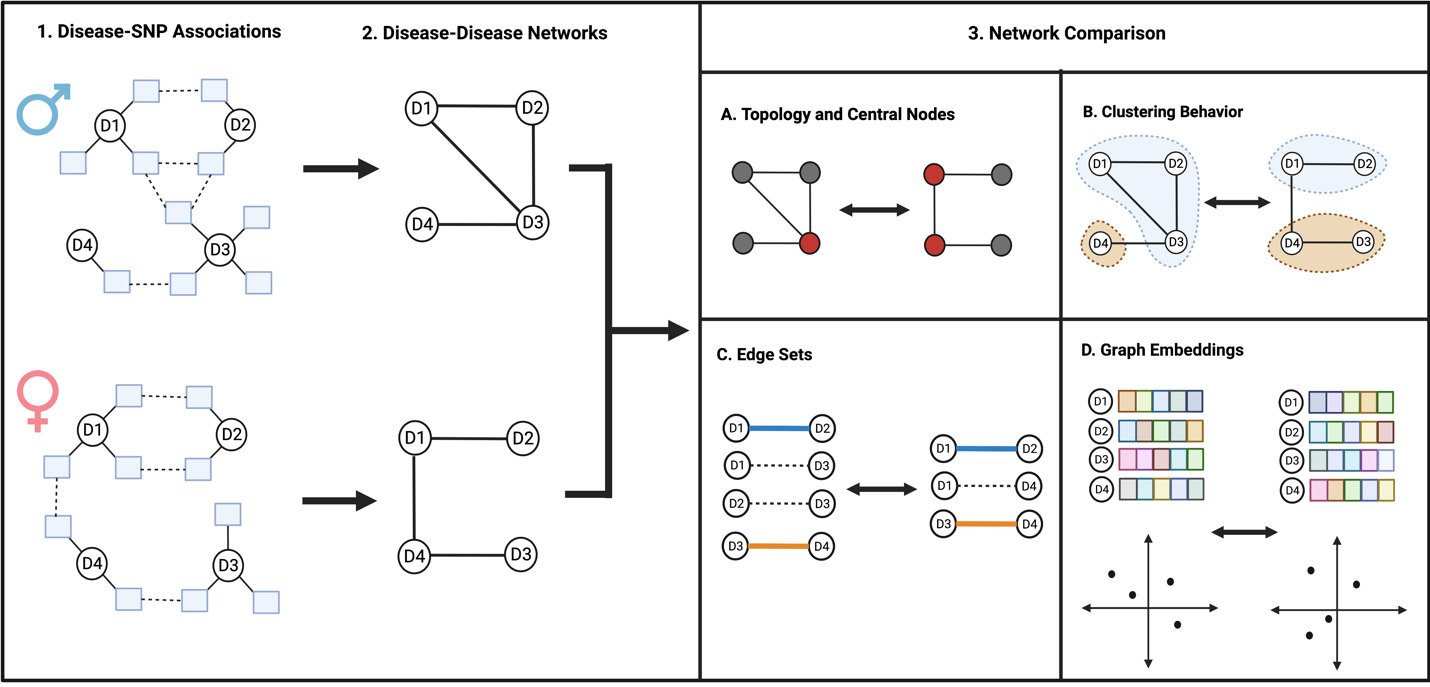 1. Disease-SNP Associations
2. Disease-Disease Networks
3. Network Comparison
D1
D2
D4
D3
D1
D2
D4
D3
D1
D2
D4
D3
D1
D2
D4
D3
A. Topology and Central Nodes
B. Clustering Behavior
D1 D2
D4 D3
D1 D2
D4 D3
C. Edge Sets
D1 D2
D1 D3
D2 D3
D3 D4
D1 D2
D1 D4
D3 D4
D. Graph Embeddings
D1
D2
D3
D4
D1
D2
D3
D4